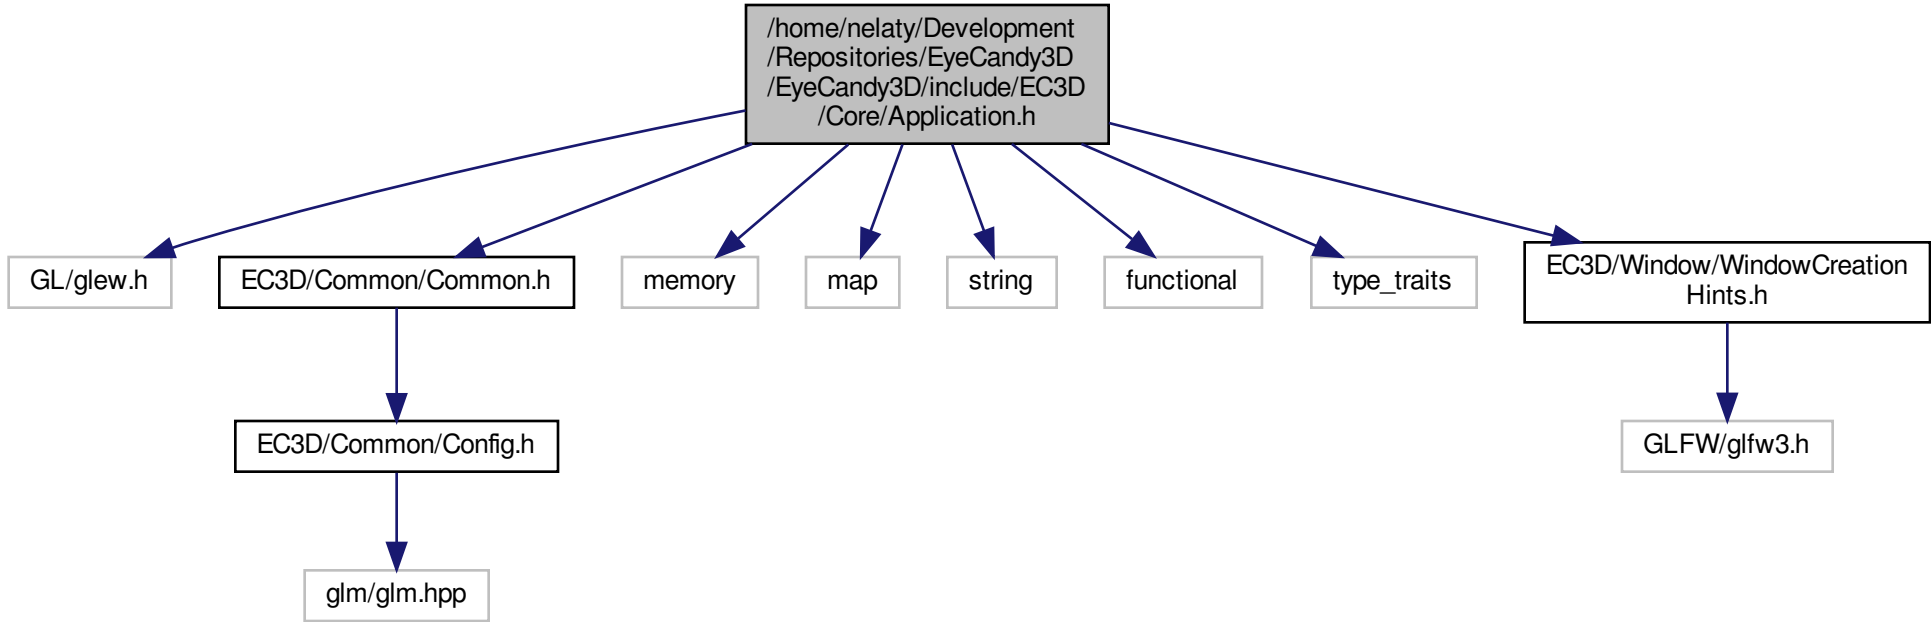 /home/nelaty/Development
/Repositories/EyeCandy3D
/EyeCandy3D/include/EC3D
/Core/Application.h
GL/glew.h
EC3D/Common/Common.h
memory
map
string
functional
type_traits
EC3D/Window/WindowCreation
Hints.h
EC3D/Common/Config.h
GLFW/glfw3.h
glm/glm.hpp